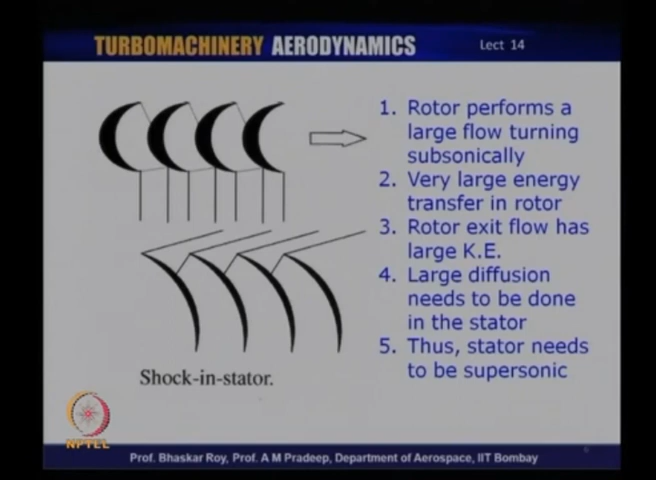 TURBOMACHINERY AERODYNAMICS
Lect 14
1. Rotor performs a
large flow turning
subsonically
2. Very large energy
transfer in rotor
3. Rotor exit flow has
large K.E.
4. Large diffusion
needs to be done
in the stator
5. Thus, stator needs
to be supersonic
Shock-in-stator.
NPTEL
Prof. Bhaskar Roy, Prof. A M Pradeep, Department of Aerospace, IIT Bombay